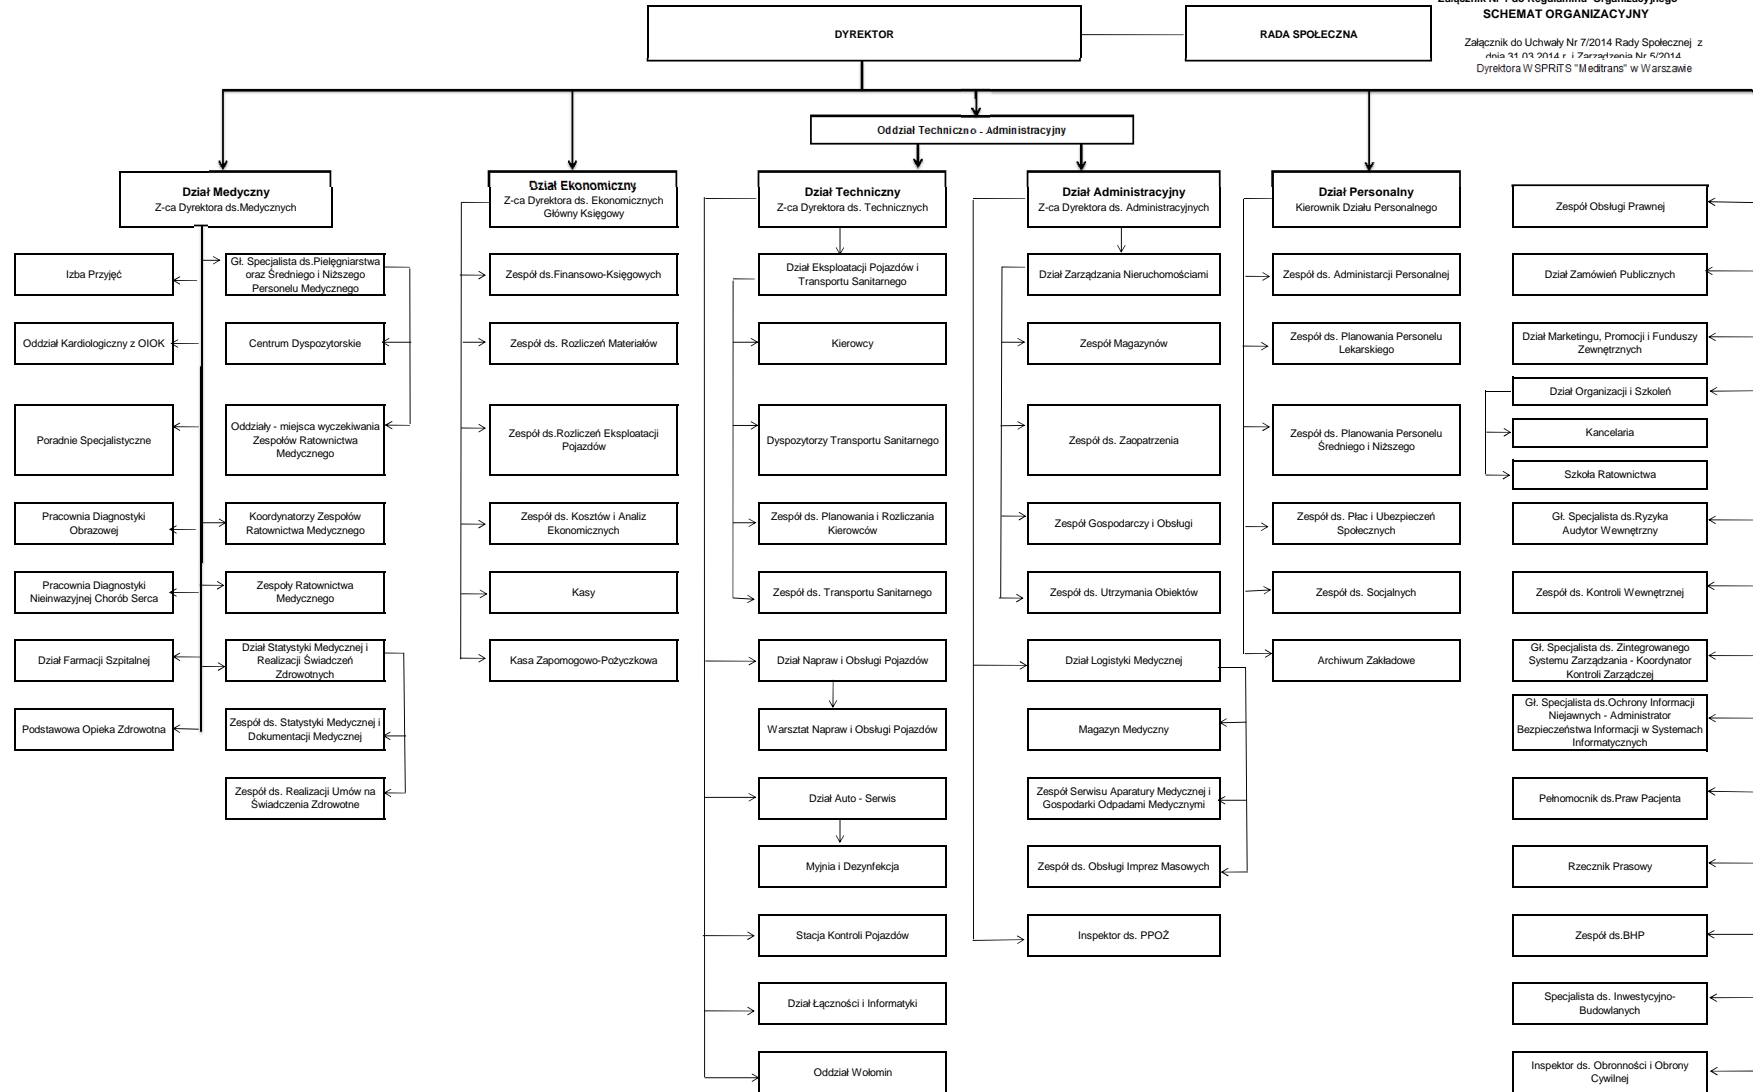 Załącznik Nr 1 do Regulaminu Organizacyjnego
SCHEMAT ORGANIZACYJNY
Załącznik do Uchwały Nr 7/2014 Rady Społecznej z
dnia 31.03.2014 r. i Zarządzenia Nr 5/2014
Dyrektora WSPRiTS "Meditrans" w Warszawie
DYREKTOR
RADA SPOŁECZNA
Oddział Techniczno - Administracyjny
Dział Medyczny
Z-ca Dyrektora ds.Medycznych
Izba Przyjęć
Oddział Kardiologiczny z OIOK
Poradnie Specjalistyczne
Pracownia Diagnostyki
Obrazowej
Pracownia Diagnostyki
Nieinwazyjnej Chorób Serca
Dział Farmacji Szpitalnej
Podstawowa Opieka Zdrowotna
Gł. Specjalista ds.Pielęgniarstwa
oraz Średniego i Niższego
Personelu Medycznego
Centrum Dyspozytorskie
Oddziały - miejsca wyczekiwania
Zespołów Ratownictwa
Medycznego
Koordynatorzy Zespołów
Ratownictwa Medycznego
Zespoły Ratownictwa
Medycznego
Dział Statystyki Medycznej i
Realizacji Świadczeń
Zdrowotnych
Zespół ds. Statystyki Medycznej i
Dokumentacji Medycznej
Zespół ds. Realizacji Umów na
Świadczenia Zdrowotne
Dział Ekonomiczny
Z-ca Dyrektora ds. Ekonomicznych
Główny Księgowy
Zespół ds.Finansowo-Księgowych
Zespół ds. Rozliczeń Materiałów
Zespół ds.Rozliczeń Eksploatacji
Pojazdów
Zespół ds. Kosztów i Analiz
Ekonomicznych
Kasy
Kasa Zapomogowo-Pożyczkowa
Dział Techniczny
Z-ca Dyrektora ds. Technicznych
Dział Eksploatacji Pojazdów i
Transportu Sanitarnego
Kierowcy
Dyspozytorzy Transportu Sanitarnego
Zespół ds. Planowania i Rozliczania
Kierowców
Zespół ds. Transportu Sanitarnego
Dział Napraw i Obsługi Pojazdów
Warsztat Napraw i Obsługi Pojazdów
Dział Auto - Serwis
Myjnia i Dezynfekcja
Stacja Kontroli Pojazdów
Dział Łączności i Informatyki
Oddział Wołomin
Dział Administracyjny
Z-ca Dyrektora ds. Administracyjnych
Dział Zarządzania Nieruchomościami
Zespół Magazynów
Zespół ds. Zaopatrzenia
Zespół Gospodarczy i Obsługi
Zespół ds. Utrzymania Obiektów
Dział Logistyki Medycznej
Magazyn Medyczny
Zespół Serwisu Aparatury Medycznej i
Gospodarki Odpadami Medycznymi
Zespół ds. Obsługi Imprez Masowych
Inspektor ds. PPOŻ
Dział Personalny
Kierownik Działu Personalnego
Zespół ds. Administarcji Personalnej
Zespół ds. Planowania Personelu
Lekarskiego
Zespół ds. Planowania Personelu
Średniego i Niższego
Zespół ds. Płac i Ubezpieczeń
Społecznych
Zespół ds. Socjalnych
Archiwum Zakładowe
Zespół Obsługi Prawnej
Dział Zamówień Publicznych
Dział Marketingu, Promocji i Funduszy
Zewnętrznych
Dział Organizacji i Szkoleń
Kancelaria
Szkoła Ratownictwa
Gł. Specjalista ds.Ryzyka
Audytor Wewnętrzny
Zespół ds. Kontroli Wewnętrznej
Gł. Specjalista ds. Zintegrowanego
Systemu Zarządzania - Koordynator
Kontroli Zarządczej
Gł. Specjalista ds.Ochrony Informacji
Niejawnych - Administrator
Bezpieczeństwa Informacji w Systemach
Informatycznych
Pełnomocnik ds.Praw Pacjenta
Rzecznik Prasowy
Zespół ds.BHP
Specjalista ds. Inwestycyjno-
Budowlanych
Inspektor ds. Obronności i Obrony
Cywilnej